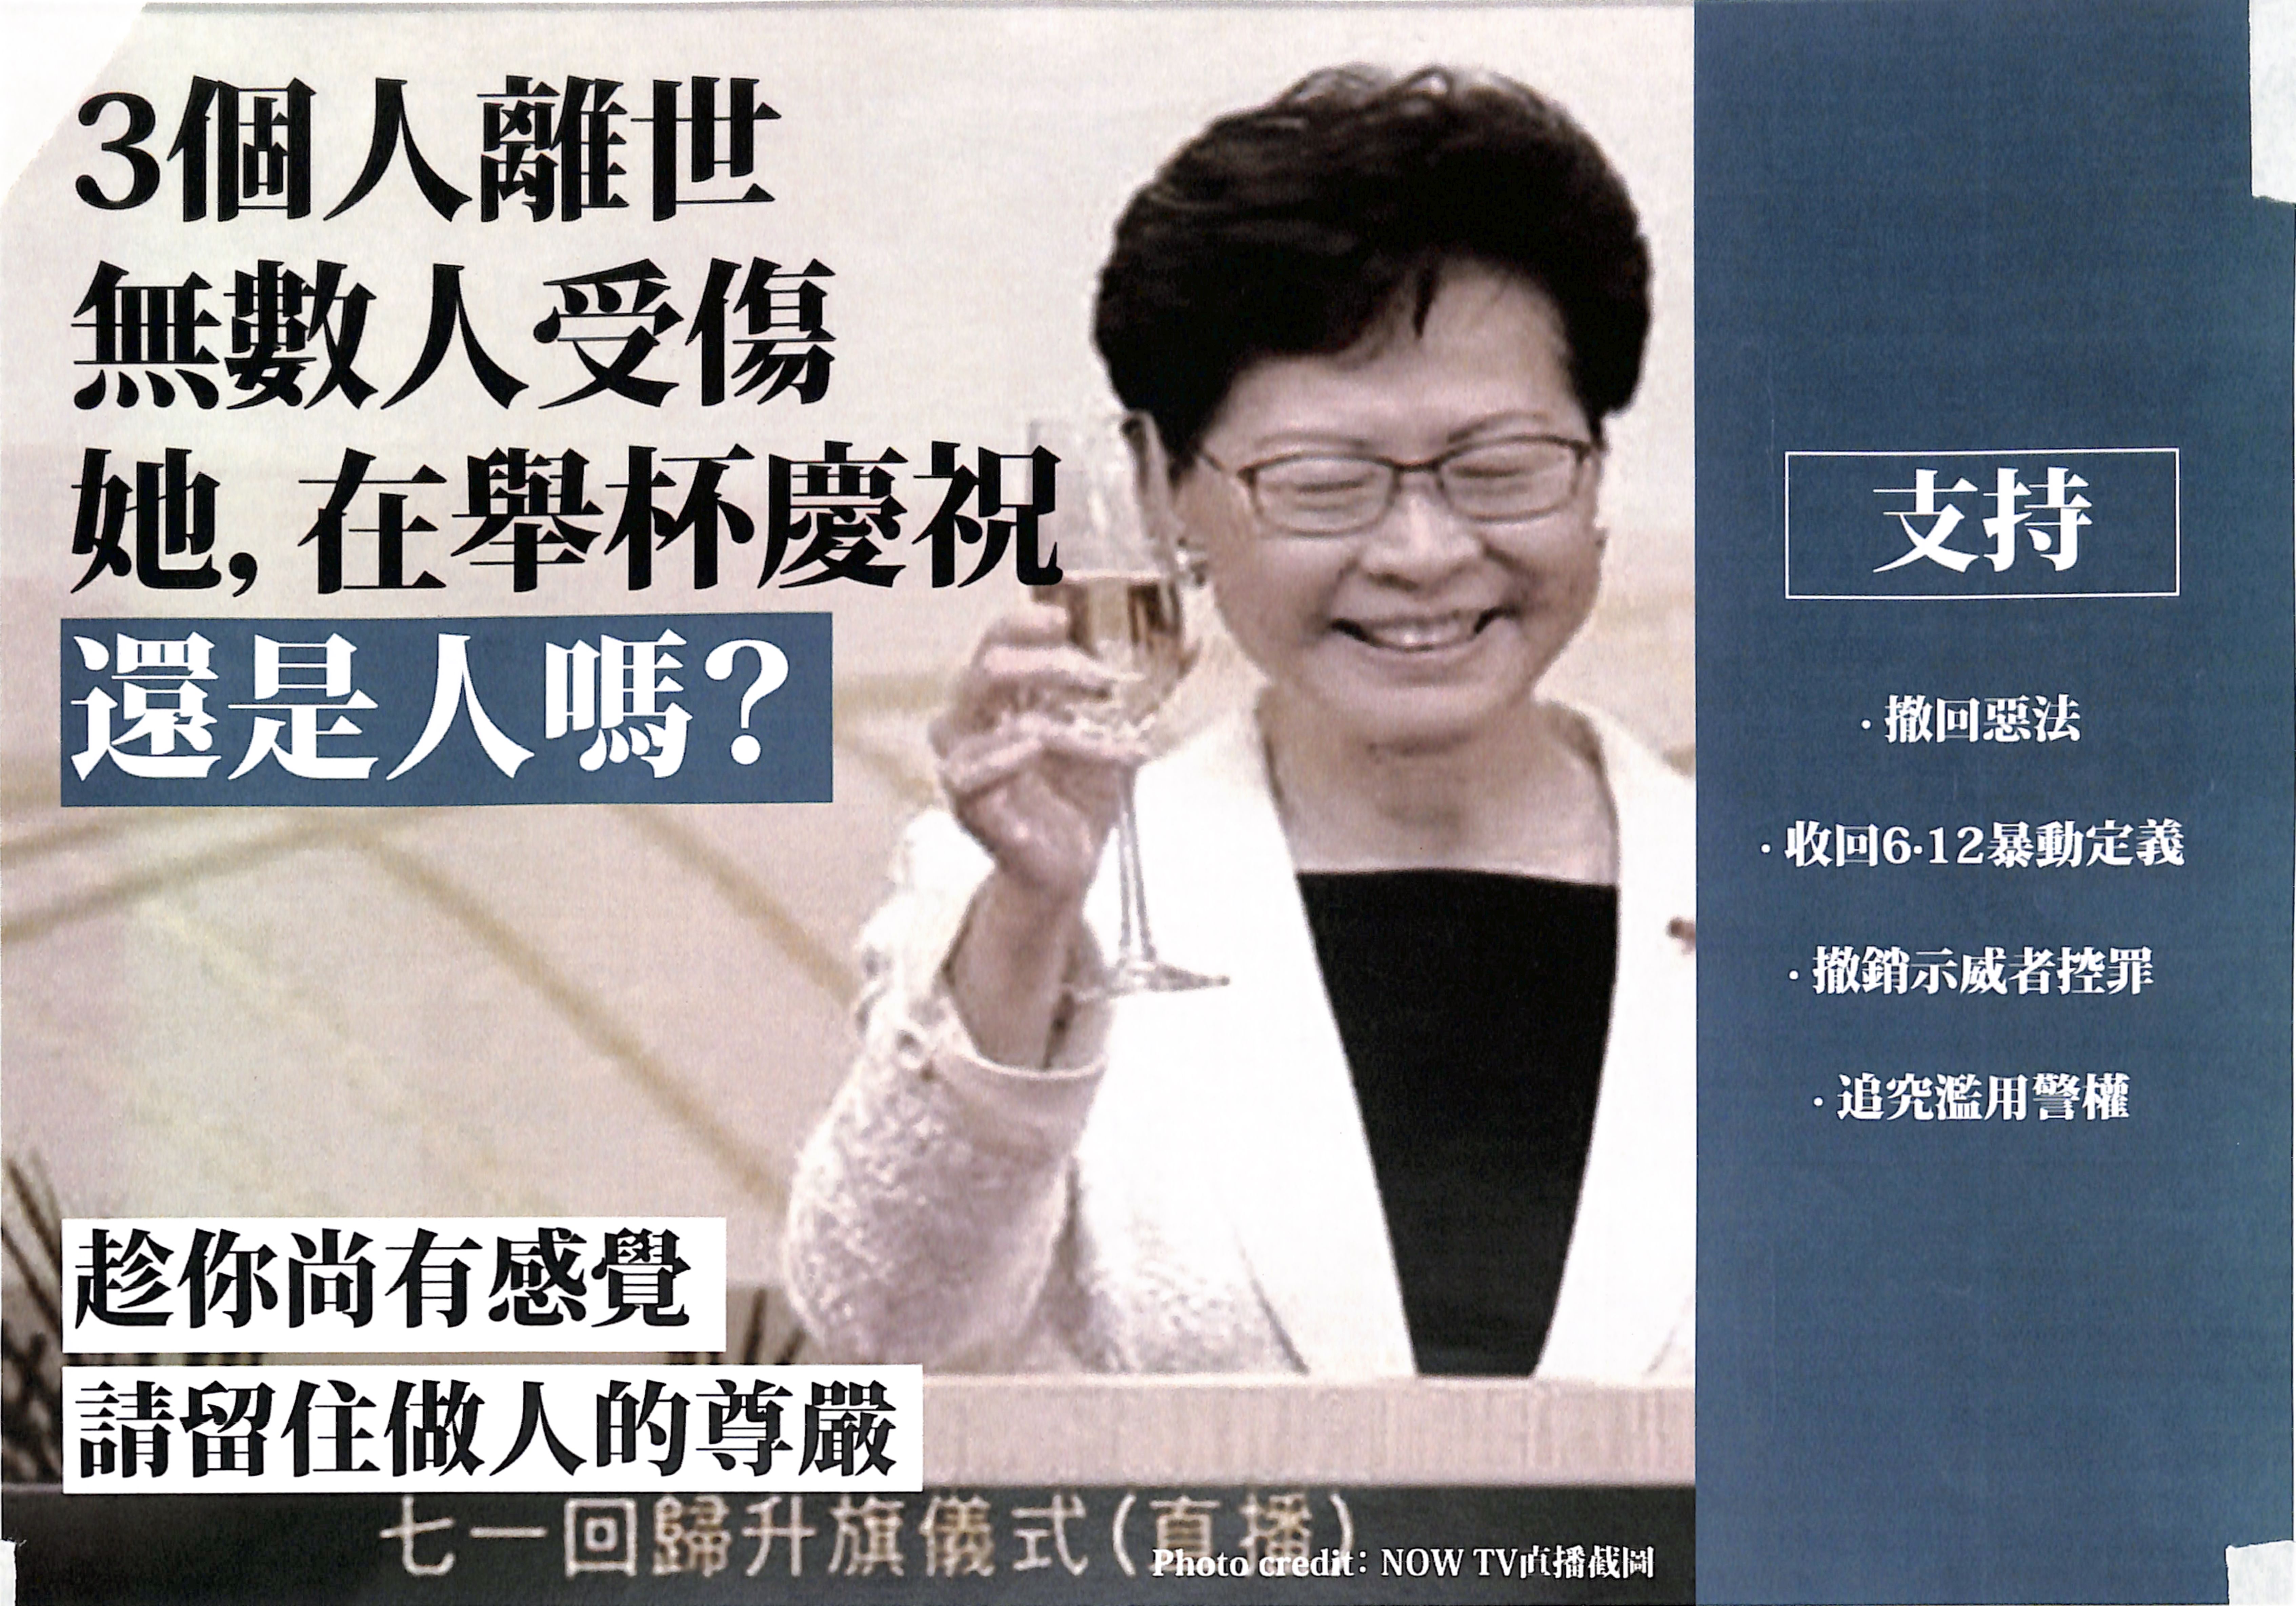 3個人離世
無數人受傷
她, 在舉杯慶祝
還是人嗎?
趁你尚有感覺
請留住做人的尊嚴
七一回歸升旗儀式(直播)
Photo credit: NOW TV直播截圖
支持
· 撤回惡法
· 收回6·12暴動定義
· 撤銷示威者控罪
· 追究濫用警權